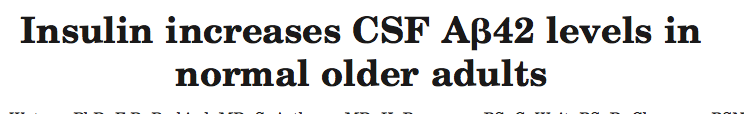 Insulin increases CSF Aβ42 levels in
normal older adults